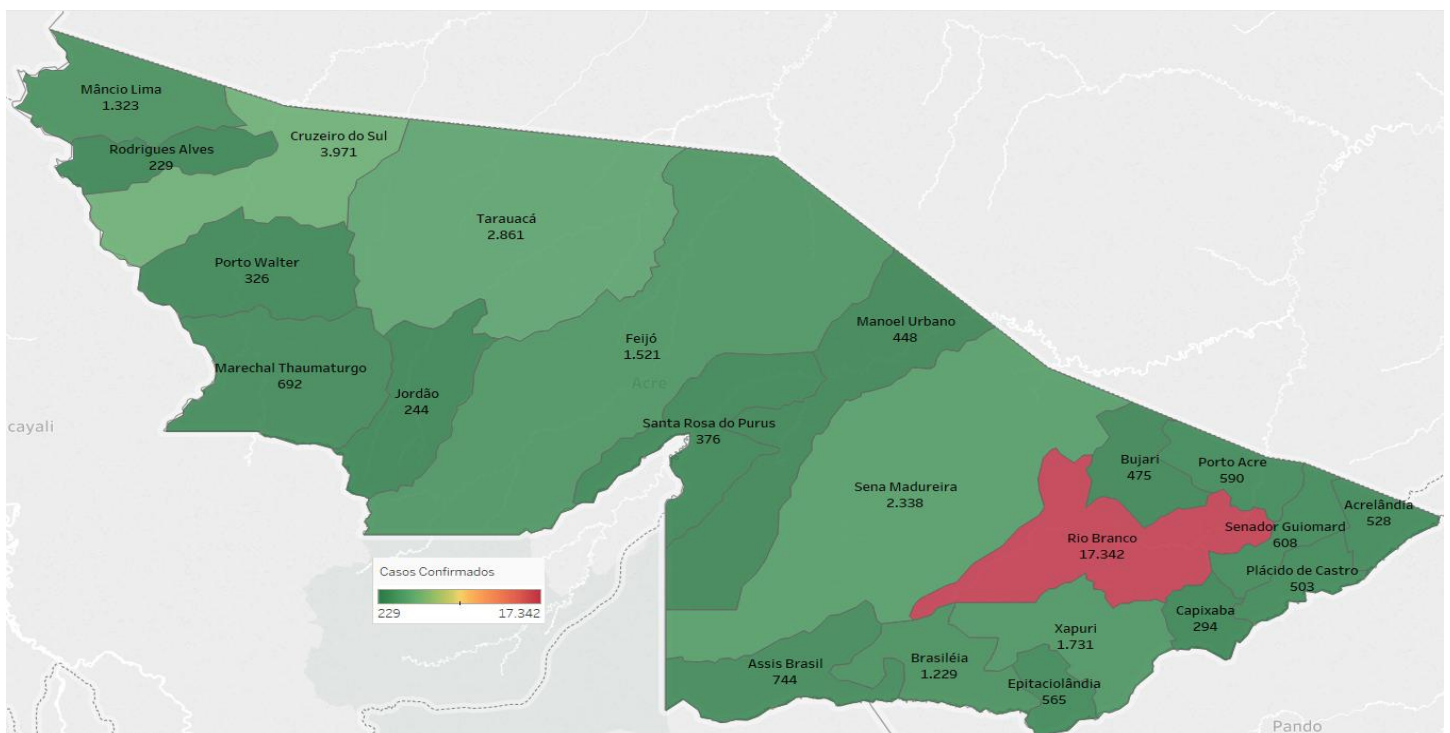 Mâncio Lima
1.323
Rodrigues Alves
229
Cruzeiro do Sul
3.971
Tarauacá
2.861
Porto Walter
326
Marechal Thaumaturgo
692
Jordão
244
Feijó
1.521
Acre
Manoel Urbano
448
Santa Rosa do Purus
376
cayali
Sena Madureira
2.338
Bujari
475
Porto Acre
590
Acrelândia
528
Senador Guiomard
608
Rio Branco
17.342
Plácido de Castro
503
Capixaba
294
Xapuri
1.731
Assis Brasil
744
Brasiléia
1.229
Epitaciolândia
565
Casos Confirmados
229 17.342
Pando